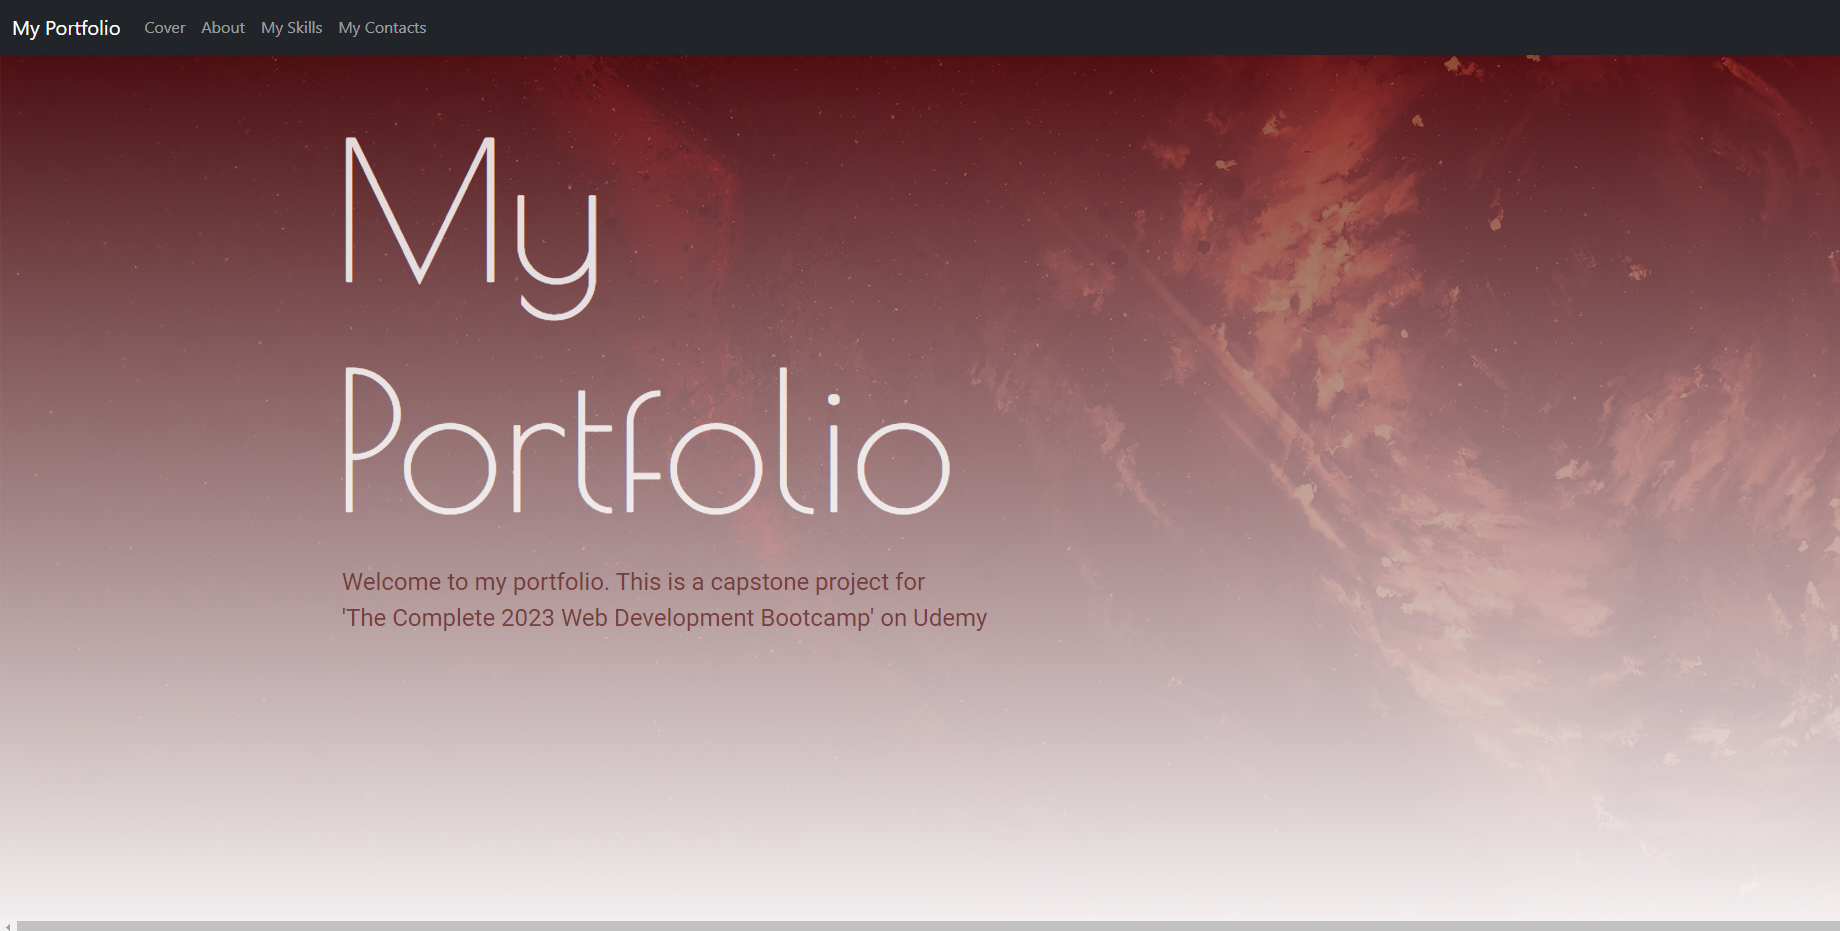 My Portfolio Cover About My Skills My Contacts
My
Portfolio
Welcome to my portfolio. This is a capstone project for
'The Complete 2023 Web Development Bootcamp' on Udemy